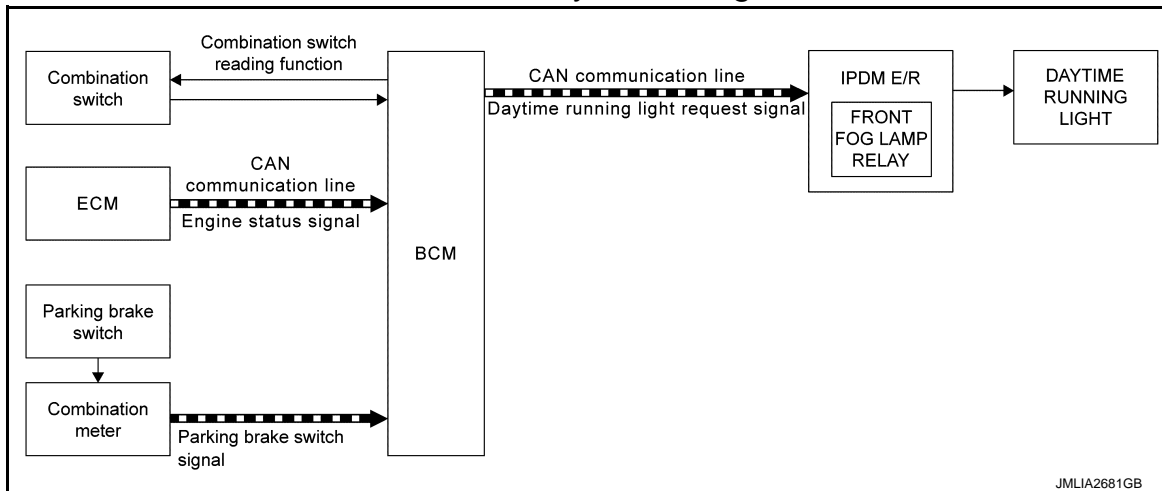 Combination switch
reading function
Combination
switch
CAN
communication line
ECM
Engine status signal
Parking brake
switch
Combination
meter
Parking brake switch
signal
BCM
CAN communication line
Daytime running light request signal
IPDM E/R
FRONT
FOG LAMP
RELAY
DAYTIME
RUNNING
LIGHT
JMLIA2681GB